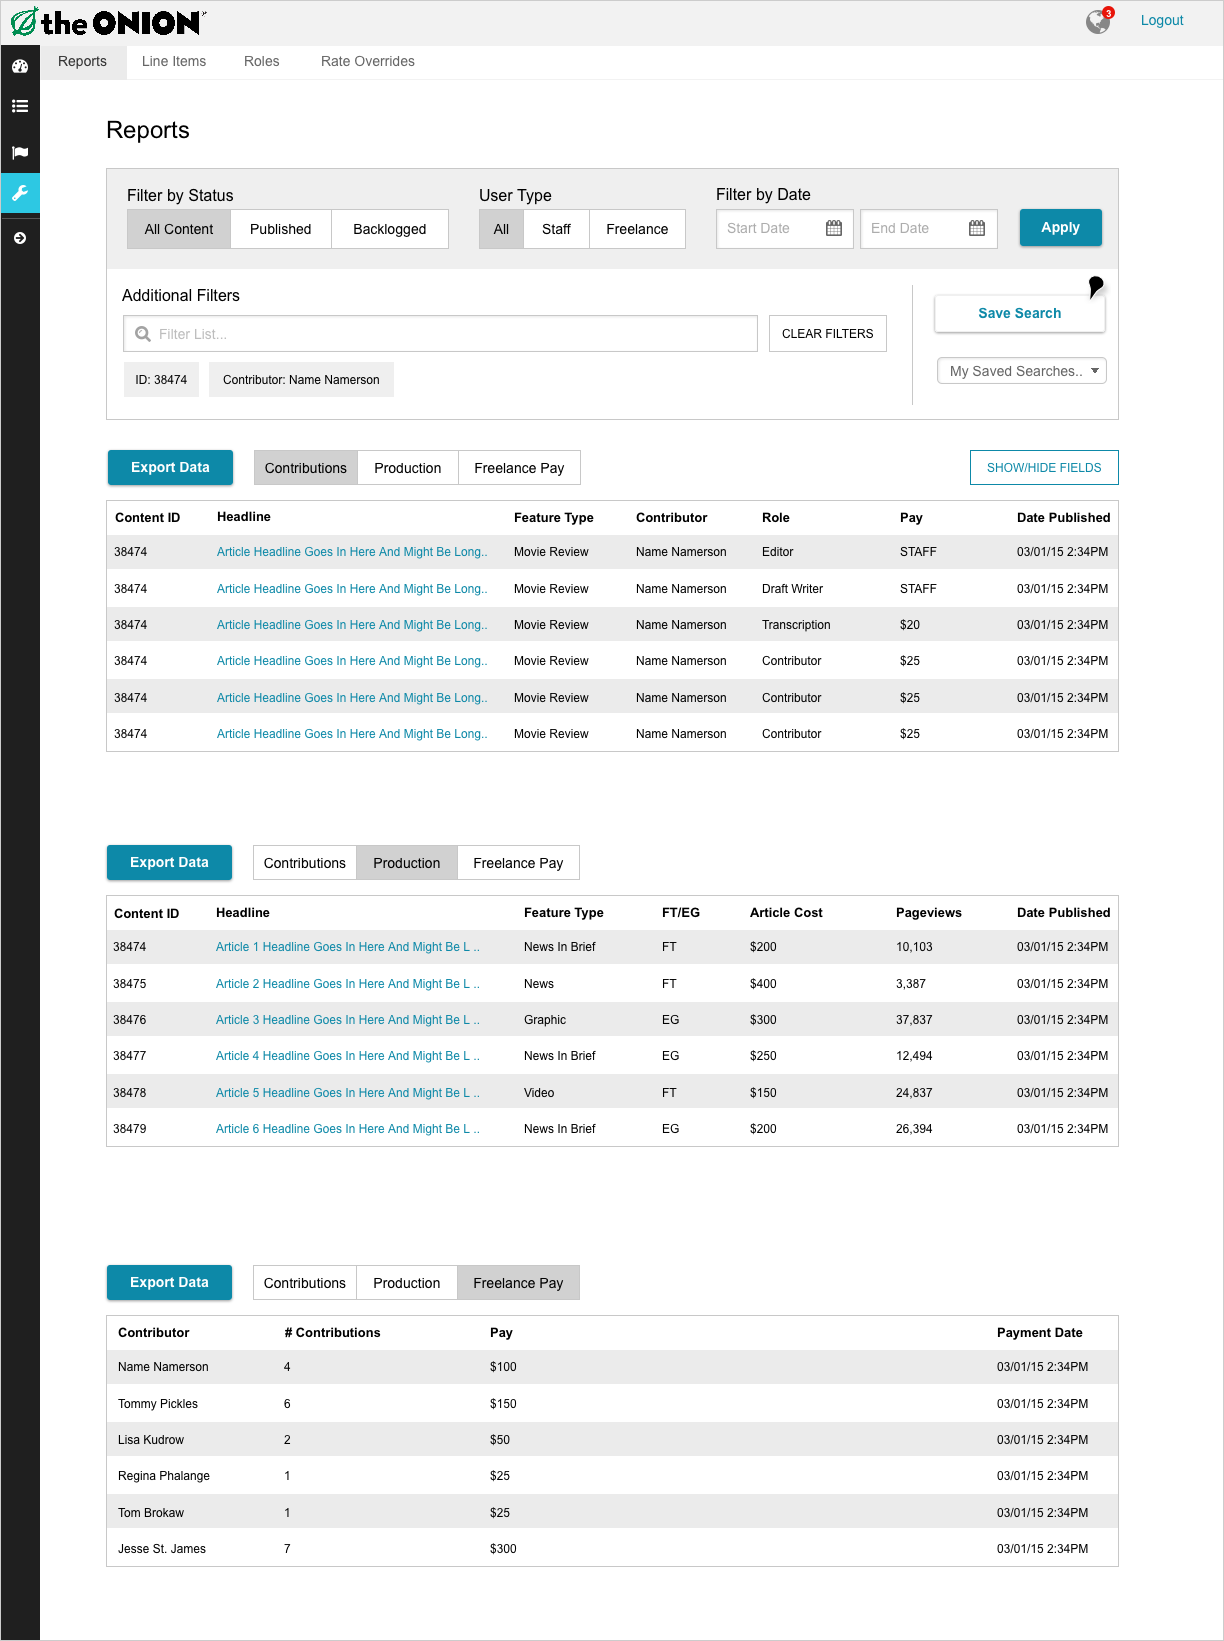 the ONION
3
Logout
Reports
Line Items
Roles
Rate Overrides
Reports
Filter by Status
User Type
Filter by Date
All Content
Published
Backlogged
All
Staff
Freelance
Start Date
End Date
Apply
Additional Filters
Filter List...
CLEAR FILTERS
Save Search
ID: 38474
Contributor: Name Namerson
My Saved Searches..
Export Data
Contributions
Production
Freelance Pay
SHOW/HIDE FIELDS
Content ID Headline Feature Type Contributor Role Pay Date Published
38474 Article Headline Goes In Here And Might Be Long.. Movie Review Name Namerson Editor STAFF 03/01/15 2:34PM
38474 Article Headline Goes In Here And Might Be Long.. Movie Review Name Namerson Draft Writer STAFF 03/01/15 2:34PM
38474 Article Headline Goes In Here And Might Be Long.. Movie Review Name Namerson Transcription $20 03/01/15 2:34PM
38474 Article Headline Goes In Here And Might Be Long.. Movie Review Name Namerson Contributor $25 03/01/15 2:34PM
38474 Article Headline Goes In Here And Might Be Long.. Movie Review Name Namerson Contributor $25 03/01/15 2:34PM
38474 Article Headline Goes In Here And Might Be Long.. Movie Review Name Namerson Contributor $25 03/01/15 2:34PM
Export Data
Contributions
Production
Freelance Pay
Content ID Headline Feature Type FT/EG Article Cost Pageviews Date Published
38474 Article 1 Headline Goes In Here And Might Be L .. News In Brief FT $200 10,103 03/01/15 2:34PM
38475 Article 2 Headline Goes In Here And Might Be L .. News FT $400 3,387 03/01/15 2:34PM
38476 Article 3 Headline Goes In Here And Might Be L .. Graphic EG $300 37,837 03/01/15 2:34PM
38477 Article 4 Headline Goes In Here And Might Be L .. News In Brief EG $250 12,494 03/01/15 2:34PM
38478 Article 5 Headline Goes In Here And Might Be L .. Video FT $150 24,837 03/01/15 2:34PM
38479 Article 6 Headline Goes In Here And Might Be L .. News In Brief EG $200 26,394 03/01/15 2:34PM
Export Data
Contributions
Production
Freelance Pay
Contributor # Contributions Pay Payment Date
Name Namerson 4 $100 03/01/15 2:34PM
Tommy Pickles 6 $150 03/01/15 2:34PM
Lisa Kudrow 2 $50 03/01/15 2:34PM
Regina Phalange 1 $25 03/01/15 2:34PM
Tom Brokaw 1 $25 03/01/15 2:34PM
Jesse St. James 7 $300 03/01/15 2:34PM